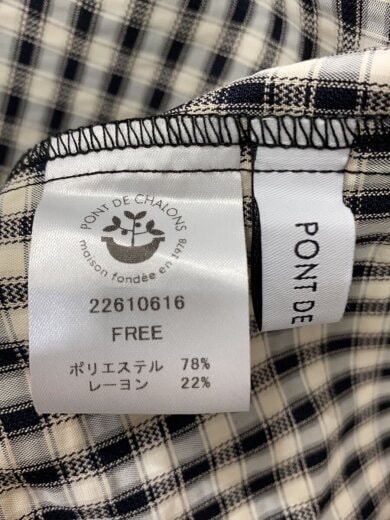 PONT DE CHALONS
maison fondée en 1978
22610616
FREE
ポリエステル 78%
レーヨン 22%
PONT DE